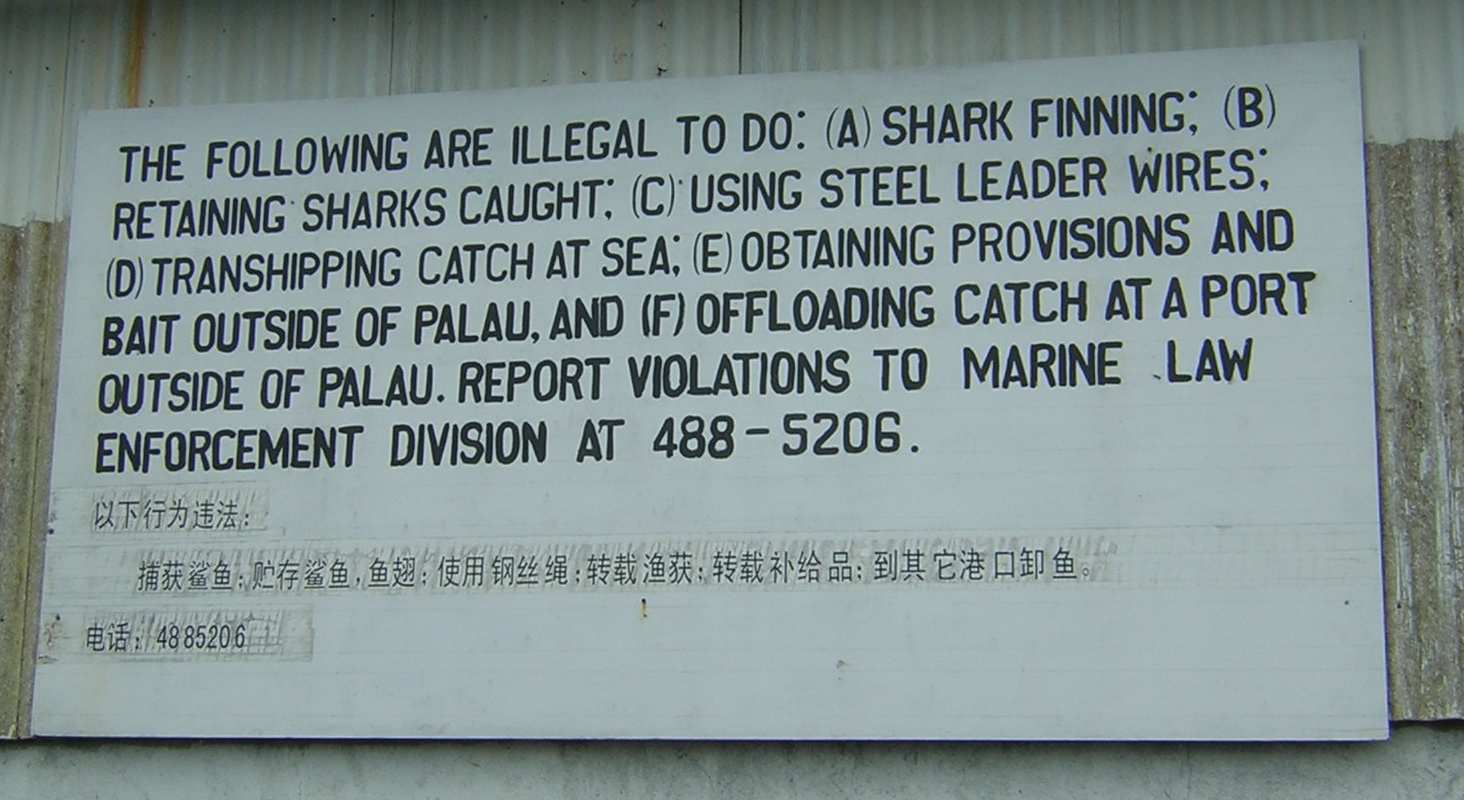 THE FOLLOWING ARE ILLEGAL TO DO: (A) SHARK FINNING; (B)
RETAINING SHARKS CAUGHT; (C) USING STEEL LEADER WIRES;
(D) TRANSHIPPING CATCH AT SEA; (E) OBTAINING PROVISIONS AND
BAIT OUTSIDE OF PALAU, AND (F) OFFLOADING CATCH AT A PORT
OUTSIDE OF PALAU. REPORT VIOLATIONS TO MARINE LAW
ENFORCEMENT DIVISION AT 488-5206.
以下行为违法：
捕获鲨鱼；贮存鲨鱼，鱼翅；使用钢丝绳；转载渔获；转载补给品；到其它港口卸鱼。
电话：4885206